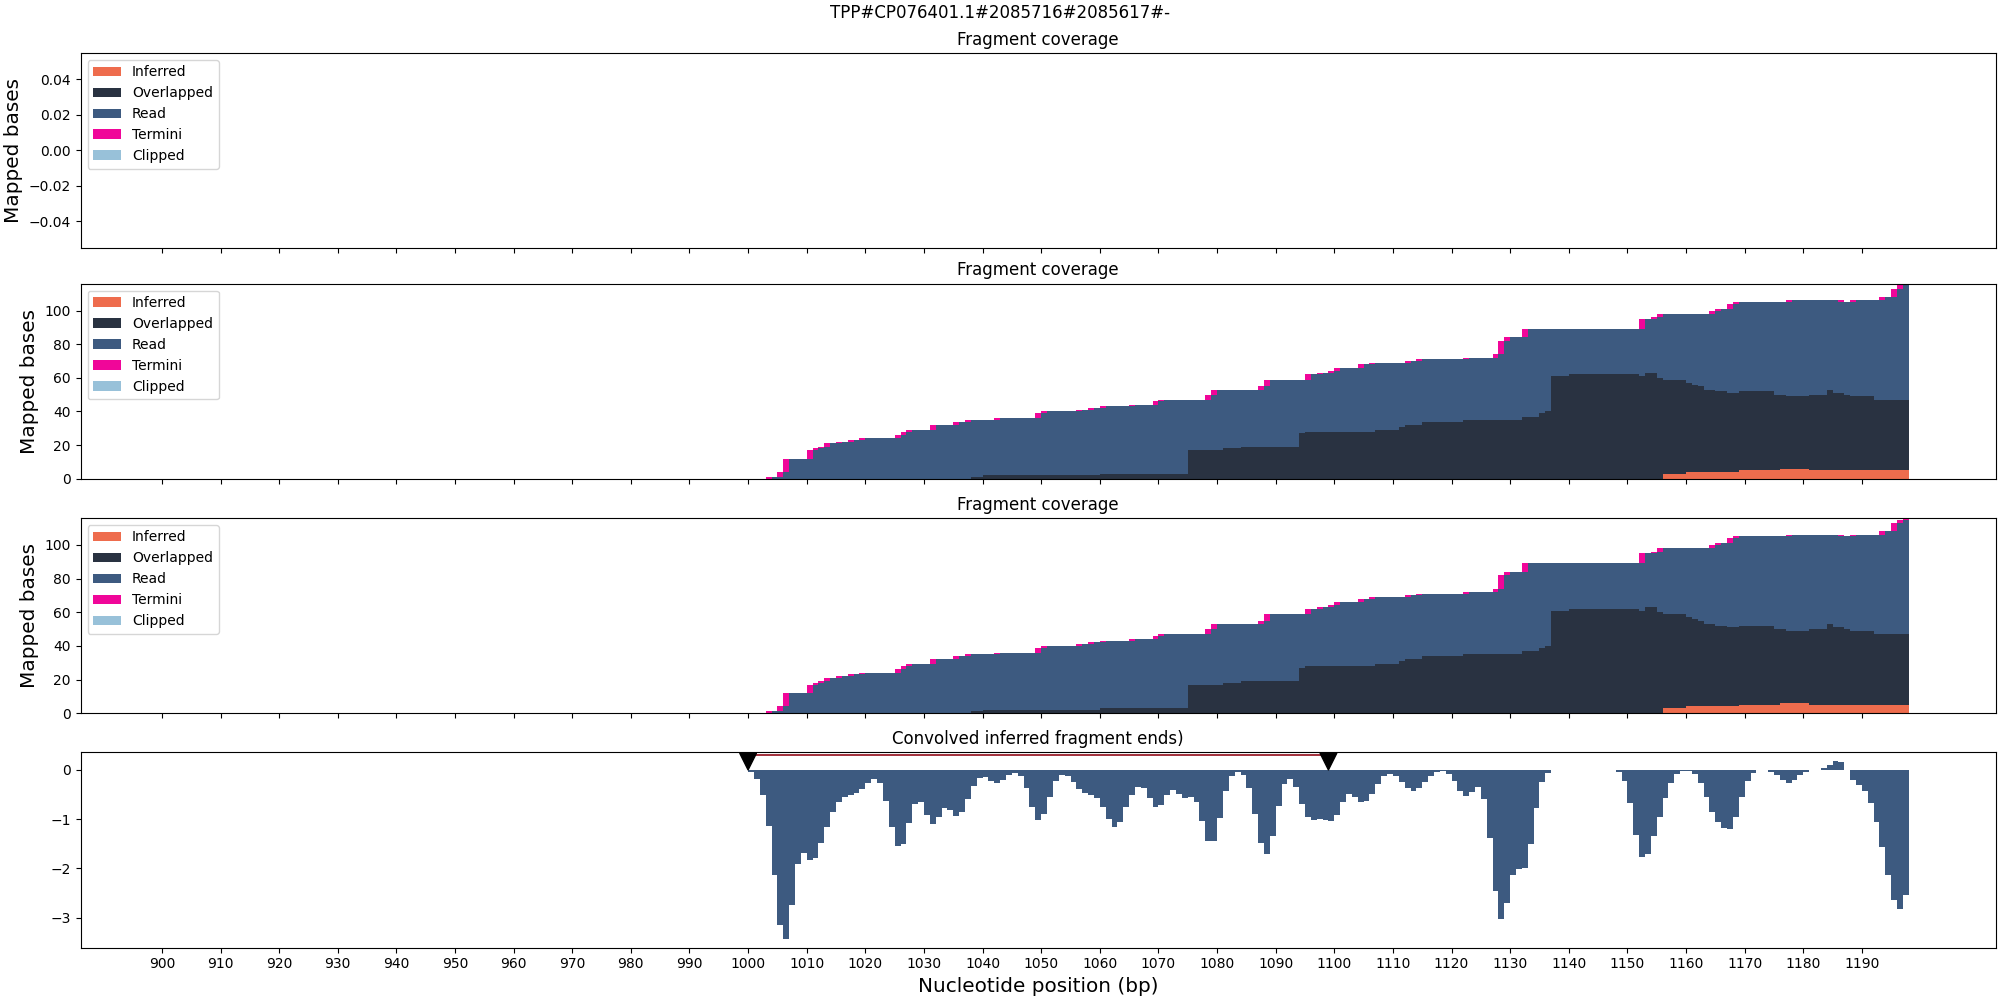 TPP#CP076401.1#2085716#2085617#-
Fragment coverage
Mapped bases
0.04
0.02
0.00
−0.02
−0.04
Inferred
Overlapped
Read
Termini
Clipped
Fragment coverage
Mapped bases
100
80
60
40
20
0
Inferred
Overlapped
Read
Termini
Clipped
Fragment coverage
Mapped bases
100
80
60
40
20
0
Inferred
Overlapped
Read
Termini
Clipped
Convolved inferred fragment ends)
0
−1
−2
−3
900 910 920 930 940 950 960 970 980 990 1000 1010 1020 1030 1040 1050 1060 1070 1080 1090 1100 1110 1120 1130 1140 1150 1160 1170 1180 1190
Nucleotide position (bp)